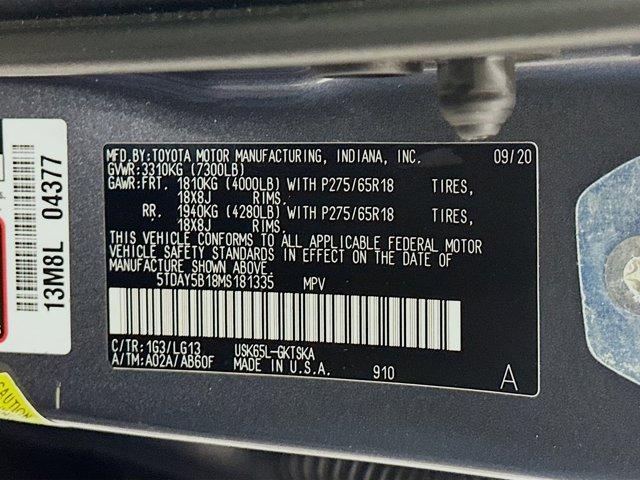 MFD.BY:TOYOTA MOTOR MANUFACTURING, INDIANA, INC. 09/20
GVWR:3310KG (7300LB)
GAWR:FRT. 1810KG (4000LB) WITH P275/65R18 TIRES,
18X8J RIMS.
RR. 1940KG (4280LB) WITH P275/65R18 TIRES,
18X8J RIMS.
THIS VEHICLE CONFORMS TO ALL APPLICABLE FEDERAL MOTOR
VEHICLE SAFETY STANDARDS IN EFFECT ON THE DATE OF
MANUFACTURE SHOWN ABOVE.
5TDAY5B18MS181335 MPV
C/TR:1G3/LG13 USK65L-GKTSKA
A/TM:A02A/AB60F MADE IN U.S.A. 910
A
13M8L 04377
CAUTION